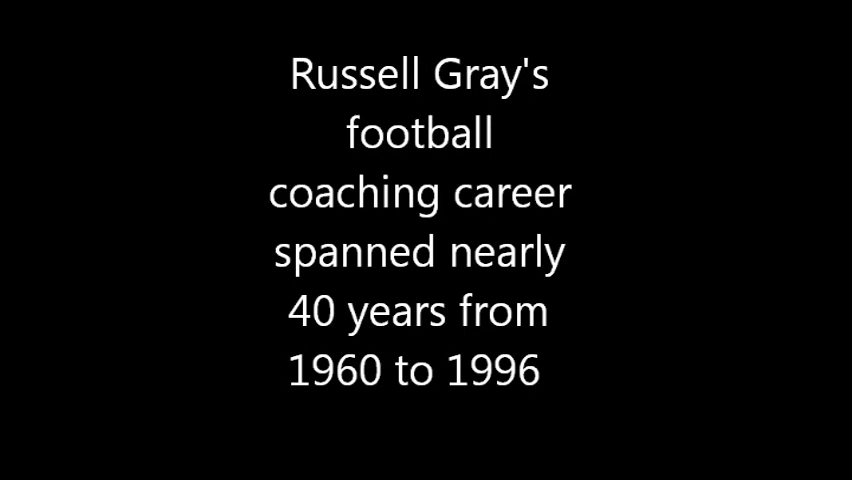 Russell Gray's
football
coaching career
spanned nearly
40 years from
1960 to 1996